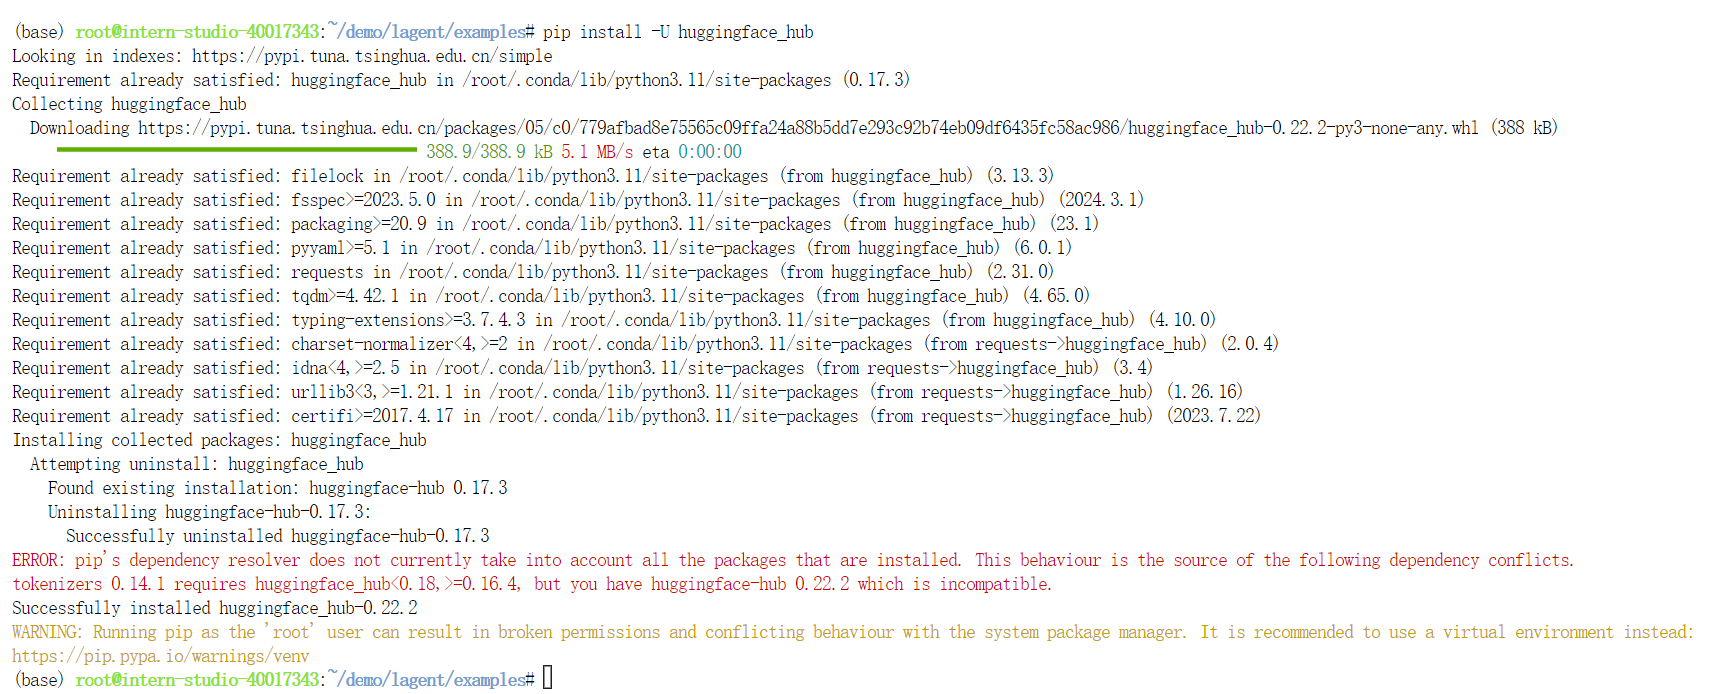 (base) root@intern-studio-40017343:~/demo/lagent/examples# pip install -U huggingface_hub
Looking in indexes: https://pypi.tuna.tsinghua.edu.cn/simple
Requirement already satisfied: huggingface_hub in /root/.conda/lib/python3.11/site-packages (0.17.3)
Collecting huggingface_hub
  Downloading https://pypi.tuna.tsinghua.edu.cn/packages/05/c0/779afbad8e75565c09ffa24a88b5dd7e293c92b74eb09df6435fc58ac986/huggingface_hub-0.22.2-py3-none-any.whl (388 kB)
388.9/388.9 kB 5.1 MB/s eta 0:00:00
Requirement already satisfied: filelock in /root/.conda/lib/python3.11/site-packages (from huggingface_hub) (3.13.3)
Requirement already satisfied: fsspec>=2023.5.0 in /root/.conda/lib/python3.11/site-packages (from huggingface_hub) (2024.3.1)
Requirement already satisfied: packaging>=20.9 in /root/.conda/lib/python3.11/site-packages (from huggingface_hub) (23.1)
Requirement already satisfied: pyyaml>=5.1 in /root/.conda/lib/python3.11/site-packages (from huggingface_hub) (6.0.1)
Requirement already satisfied: requests in /root/.conda/lib/python3.11/site-packages (from huggingface_hub) (2.31.0)
Requirement already satisfied: tqdm>=4.42.1 in /root/.conda/lib/python3.11/site-packages (from huggingface_hub) (4.65.0)
Requirement already satisfied: typing-extensions>=3.7.4.3 in /root/.conda/lib/python3.11/site-packages (from huggingface_hub) (4.10.0)
Requirement already satisfied: charset-normalizer<4,>=2 in /root/.conda/lib/python3.11/site-packages (from requests->huggingface_hub) (2.0.4)
Requirement already satisfied: idna<4,>=2.5 in /root/.conda/lib/python3.11/site-packages (from requests->huggingface_hub) (3.4)
Requirement already satisfied: urllib3<3,>=1.21.1 in /root/.conda/lib/python3.11/site-packages (from requests->huggingface_hub) (1.26.16)
Requirement already satisfied: certifi>=2017.4.17 in /root/.conda/lib/python3.11/site-packages (from requests->huggingface_hub) (2023.7.22)
Installing collected packages: huggingface_hub
  Attempting uninstall: huggingface_hub
    Found existing installation: huggingface-hub 0.17.3
    Uninstalling huggingface-hub-0.17.3:
      Successfully uninstalled huggingface-hub-0.17.3
ERROR: pip's dependency resolver does not currently take into account all the packages that are installed. This behaviour is the source of the following dependency conflicts.
tokenizers 0.14.1 requires huggingface_hub<0.18,>=0.16.4, but you have huggingface-hub 0.22.2 which is incompatible.
Successfully installed huggingface_hub-0.22.2
WARNING: Running pip as the 'root' user can result in broken permissions and conflicting behaviour with the system package manager. It is recommended to use a virtual environment instead:
https://pip.pypa.io/warnings/venv
(base) root@intern-studio-40017343:~/demo/lagent/examples#